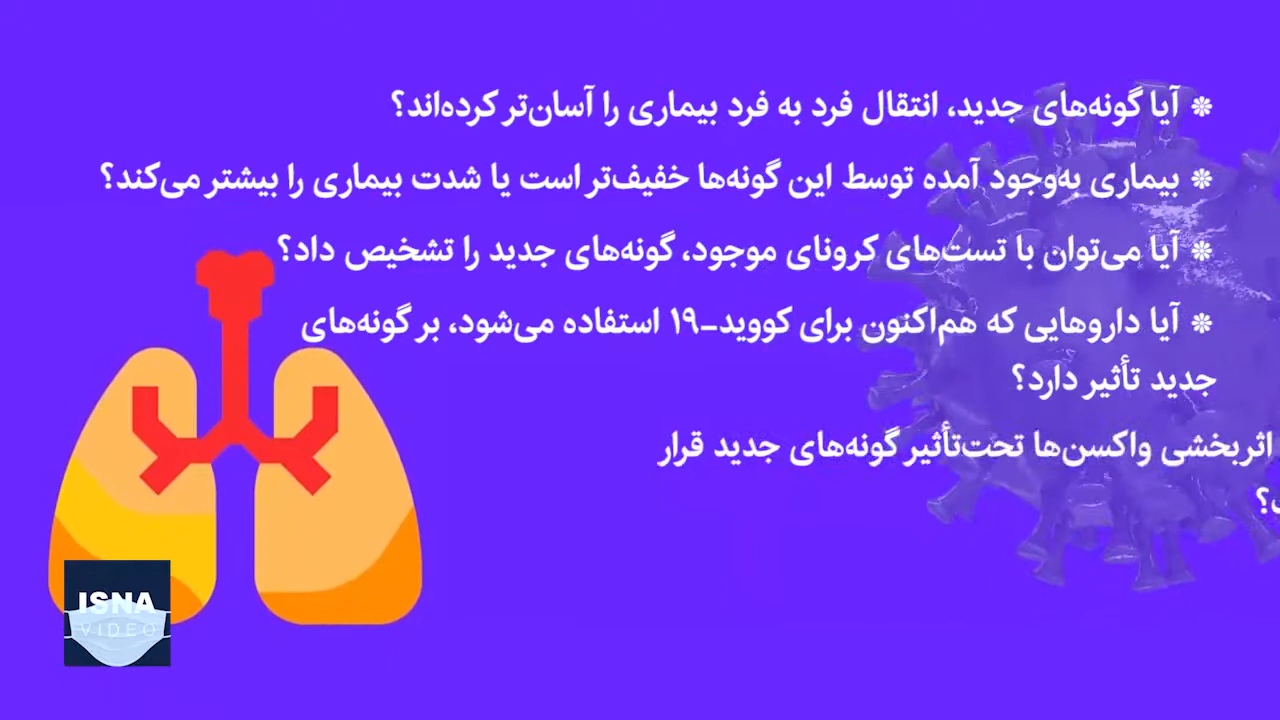 ❊ آیا گونه‌های جدید، انتقال فرد به فرد بیماری را آسان‌تر کرده‌اند؟
❊ بیماری به‌وجود آمده توسط این گونه‌ها خفیف‌تر است یا شدت بیماری را بیشتر می‌کند؟
❊ آیا می‌توان با تست‌های کرونای موجود، گونه‌های جدید را تشخیص داد؟
❊ آیا داروهایی که هم‌اکنون برای کووید-۱۹ استفاده می‌شود، بر گونه‌های
جدید تأثیر دارد؟
اثربخشی واکسن‌ها تحت‌تأثیر گونه‌های جدید قرار
؟
ISNA
VIDEO